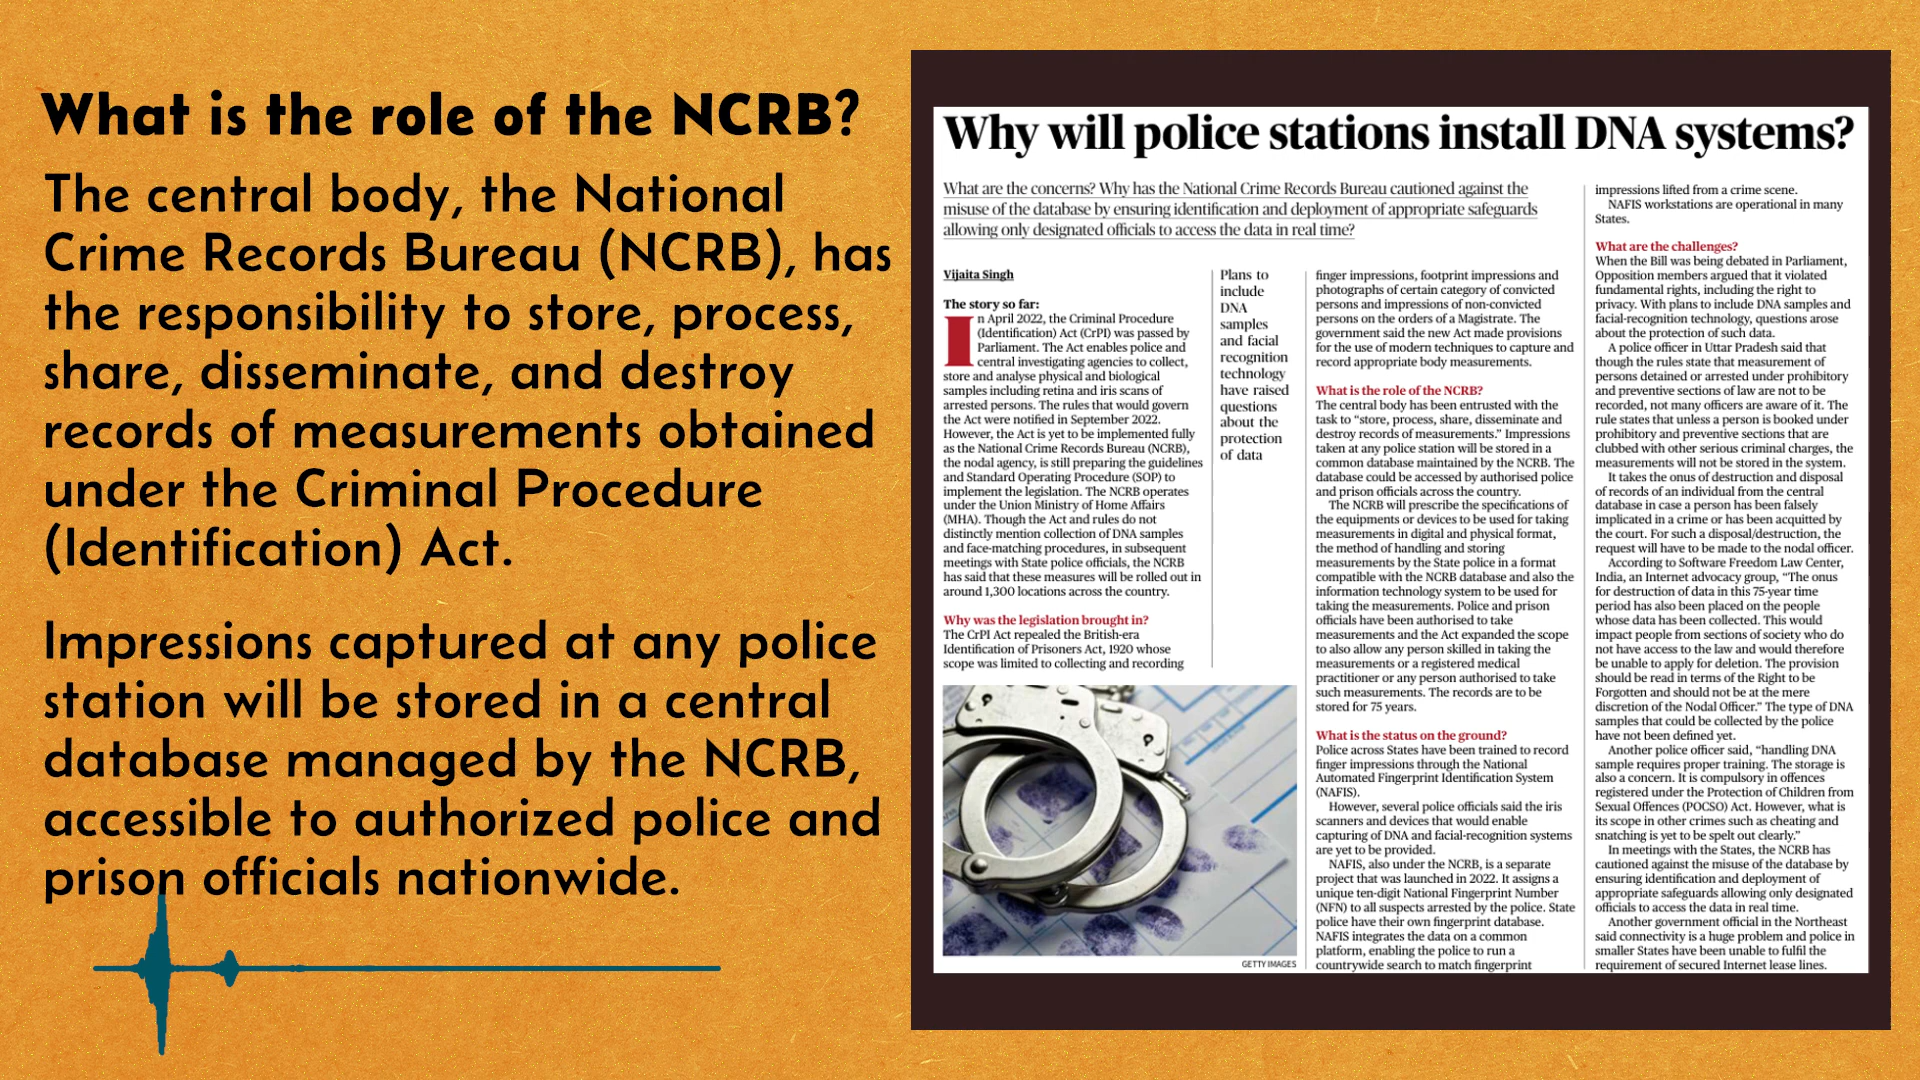 What is the role of the NCRB?
The central body, the National
Crime Records Bureau (NCRB), has
the responsibility to store, process,
share, disseminate, and destroy
records of measurements obtained
under the Criminal Procedure
(Identification) Act.
Impressions captured at any police
station will be stored in a central
database managed by the NCRB,
accessible to authorized police and
prison officials nationwide.
Why will police stations install DNA systems?
What are the concerns? Why has the National Crime Records Bureau cautioned against the
misuse of the database by ensuring identification and deployment of appropriate safeguards
allowing only designated officials to access the data in real time?
Vijaita Singh
The story so far:
In April 2022, the Criminal Procedure
(Identification) Act (CrPI) was passed by
Parliament. The Act enables police and
central investigating agencies to collect,
store and analyse physical and biological
samples including retina and iris scans of
arrested persons. The rules that would govern
the Act were notified in September 2022.
However, the Act is yet to be implemented fully
as the National Crime Records Bureau (NCRB),
the nodal agency, is still preparing the guidelines
and Standard Operating Procedure (SOP) to
implement the legislation. The NCRB operates
under the Union Ministry of Home Affairs
(MHA). Though the Act and rules do not
distinctly mention collection of DNA samples
and face-matching procedures, in subsequent
meetings with State police officials, the NCRB
has said that these measures will be rolled out in
around 1,300 locations across the country.
Why was the legislation brought in?
The CrPI Act repealed the British-era
Identification of Prisoners Act, 1920 whose
scope was limited to collecting and recording
Plans to
include
DNA
samples
and facial
recognition
technology
have raised
questions
about the
protection
of data
GETTY IMAGES
finger impressions, footprint impressions and
photographs of certain category of convicted
persons and impressions of non-convicted
persons on the orders of a Magistrate. The
government said the new Act made provisions
for the use of modern techniques to capture and
record appropriate body measurements.
What is the role of the NCRB?
The central body has been entrusted with the
task to “store, process, share, disseminate and
destroy records of measurements.” Impressions
taken at any police station will be stored in a
common database maintained by the NCRB. The
database could be accessed by authorised police
and prison officials across the country.
The NCRB will prescribe the specifications of
the equipments or devices to be used for taking
measurements in digital and physical format,
the method of handling and storing
measurements by the State police in a format
compatible with the NCRB database and also the
information technology system to be used for
taking the measurements. Police and prison
officials have been authorised to take
measurements and the Act expanded the scope
to also allow any person skilled in taking the
measurements or a registered medical
practitioner or any person authorised to take
such measurements. The records are to be
stored for 75 years.
What is the status on the ground?
Police across States have been trained to record
finger impressions through the National
Automated Fingerprint Identification System
(NAFIS).
However, several police officials said the iris
scanners and devices that would enable
capturing of DNA and facial-recognition systems
are yet to be provided.
NAFIS, also under the NCRB, is a separate
project that was launched in 2022. It assigns a
unique ten-digit National Fingerprint Number
(NFN) to all suspects arrested by the police. State
police have their own fingerprint database.
NAFIS integrates the data on a common
platform, enabling the police to run a
countrywide search to match fingerprint
impressions lifted from a crime scene.
NAFIS workstations are operational in many
States.
What are the challenges?
When the Bill was being debated in Parliament,
Opposition members argued that it violated
fundamental rights, including the right to
privacy. With plans to include DNA samples and
facial-recognition technology, questions arose
about the protection of such data.
A police officer in Uttar Pradesh said that
though the rules state that measurement of
persons detained or arrested under prohibitory
and preventive sections of law are not to be
recorded, not many officers are aware of it. The
rule states that unless a person is booked under
prohibitory and preventive sections that are
clubbed with other serious criminal charges, the
measurements will not be stored in the system.
It takes the onus of destruction and disposal
of records of an individual from the central
database in case a person has been falsely
implicated in a crime or has been acquitted by
the court. For such a disposal/destruction, the
request will have to be made to the nodal officer.
According to Software Freedom Law Center,
India, an Internet advocacy group, “The onus
for destruction of data in this 75-year time
period has also been placed on the people
whose data has been collected. This would
impact people from sections of society who do
not have access to the law and would therefore
be unable to apply for deletion. The provision
should be read in terms of the Right to be
Forgotten and should not be at the mere
discretion of the Nodal Officer.” The type of DNA
samples that could be collected by the police
have not been defined yet.
Another police officer said, “handling DNA
sample requires proper training. The storage is
also a concern. It is compulsory in offences
registered under the Protection of Children from
Sexual Offences (POCSO) Act. However, what is
its scope in other crimes such as cheating and
snatching is yet to be spelt out clearly.”
In meetings with the States, the NCRB has
cautioned against the misuse of the database by
ensuring identification and deployment of
appropriate safeguards allowing only designated
officials to access the data in real time.
Another government official in the Northeast
said connectivity is a huge problem and police in
smaller States have been unable to fulfil the
requirement of secured Internet lease lines.